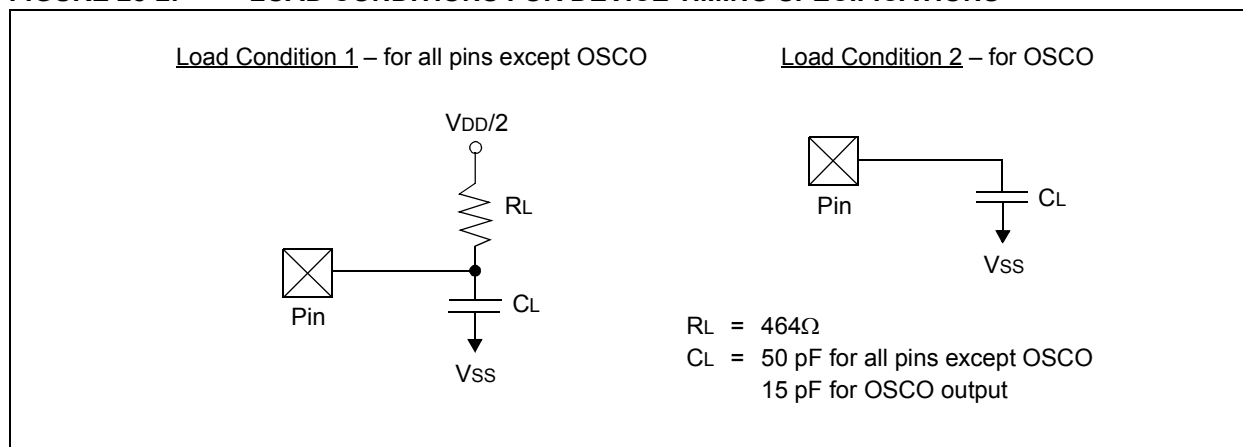 Load Condition 1 – for all pins except OSCO
Load Condition 2 – for OSCO
VDD/2
RL
Pin
CL
VSS
Pin
CL
VSS
RL = 464Ω
CL = 50 pF for all pins except OSCO
15 pF for OSCO output